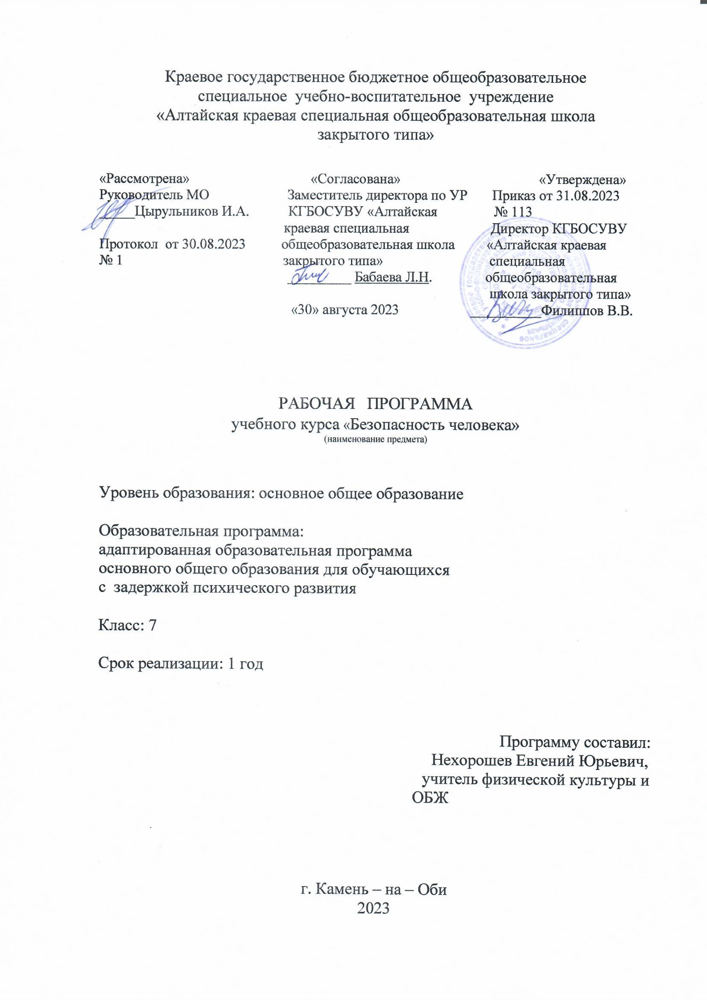 Краевое государственное бюджетное общеобразовательное
специальное учебно-воспитательное учреждение
«Алтайская краевая специальная общеобразовательная школа
закрытого типа»
«Рассмотрена»
Руководитель МО
_____Цырульников И.А.
Протокол от 30.08.2023
№ 1
«Согласована»
Заместитель директора по УР
КГБОСУВУ «Алтайская
краевая специальная
общеобразовательная школа
закрытого типа»
_________ Бабаева Л.Н.
«30» августа 2023
«Утверждена»
Приказ от 31.08.2023
№ 113
Директор КГБОСУВУ
«Алтайская краевая
специальная
общеобразовательная
школа закрытого типа»
__________Филиппов В.В.
РАБОЧАЯ ПРОГРАММА
учебного курса «Безопасность человека»
(наименование предмета)
Уровень образования: основное общее образование
Образовательная программа:
адаптированная образовательная программа
основного общего образования для обучающихся
с задержкой психического развития
Класс: 7
Срок реализации: 1 год
Программу составил:
Нехорошев Евгений Юрьевич,
учитель физической культуры и
ОБЖ
г. Камень – на – Оби
2023